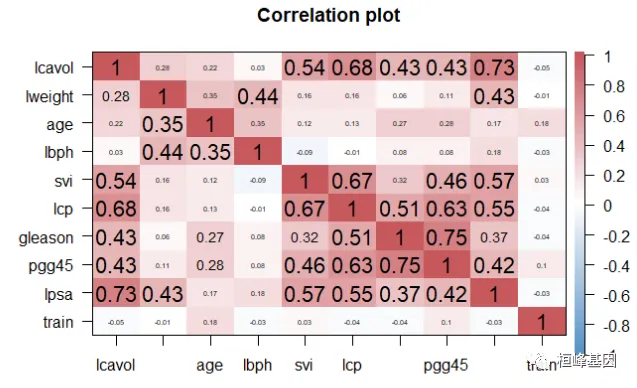 Correlation plot
lcavol 1 0.28 0.22 0.03 0.54 0.68 0.43 0.43 0.73 -0.05
lweight 0.28 1 0.35 0.44 0.16 0.16 0.06 0.11 0.43 -0.01
age 0.22 0.35 1 0.35 0.12 0.13 0.27 0.28 0.17 0.18
lbph 0.03 0.44 0.35 1 -0.09 -0.01 0.08 0.08 0.18 -0.03
svi 0.54 0.16 0.12 -0.09 1 0.67 0.32 0.46 0.57 0.03
lcp 0.68 0.16 0.13 -0.01 0.67 1 0.51 0.63 0.55 -0.04
gleason 0.43 0.06 0.27 0.08 0.32 0.51 1 0.75 0.37 -0.04
pgg45 0.43 0.11 0.28 0.08 0.46 0.63 0.75 1 0.42 0.1
lpsa 0.73 0.43 0.17 0.18 0.57 0.55 0.37 0.42 1 -0.03
train -0.05 -0.01 0.18 -0.03 0.03 -0.04 -0.04 0.1 -0.03 1
lcavol age lbph svi lcp pgg45 train
1
0.8
0.6
0.4
0.2
0
-0.2
-0.4
-0.6
-0.8
桓峰基因